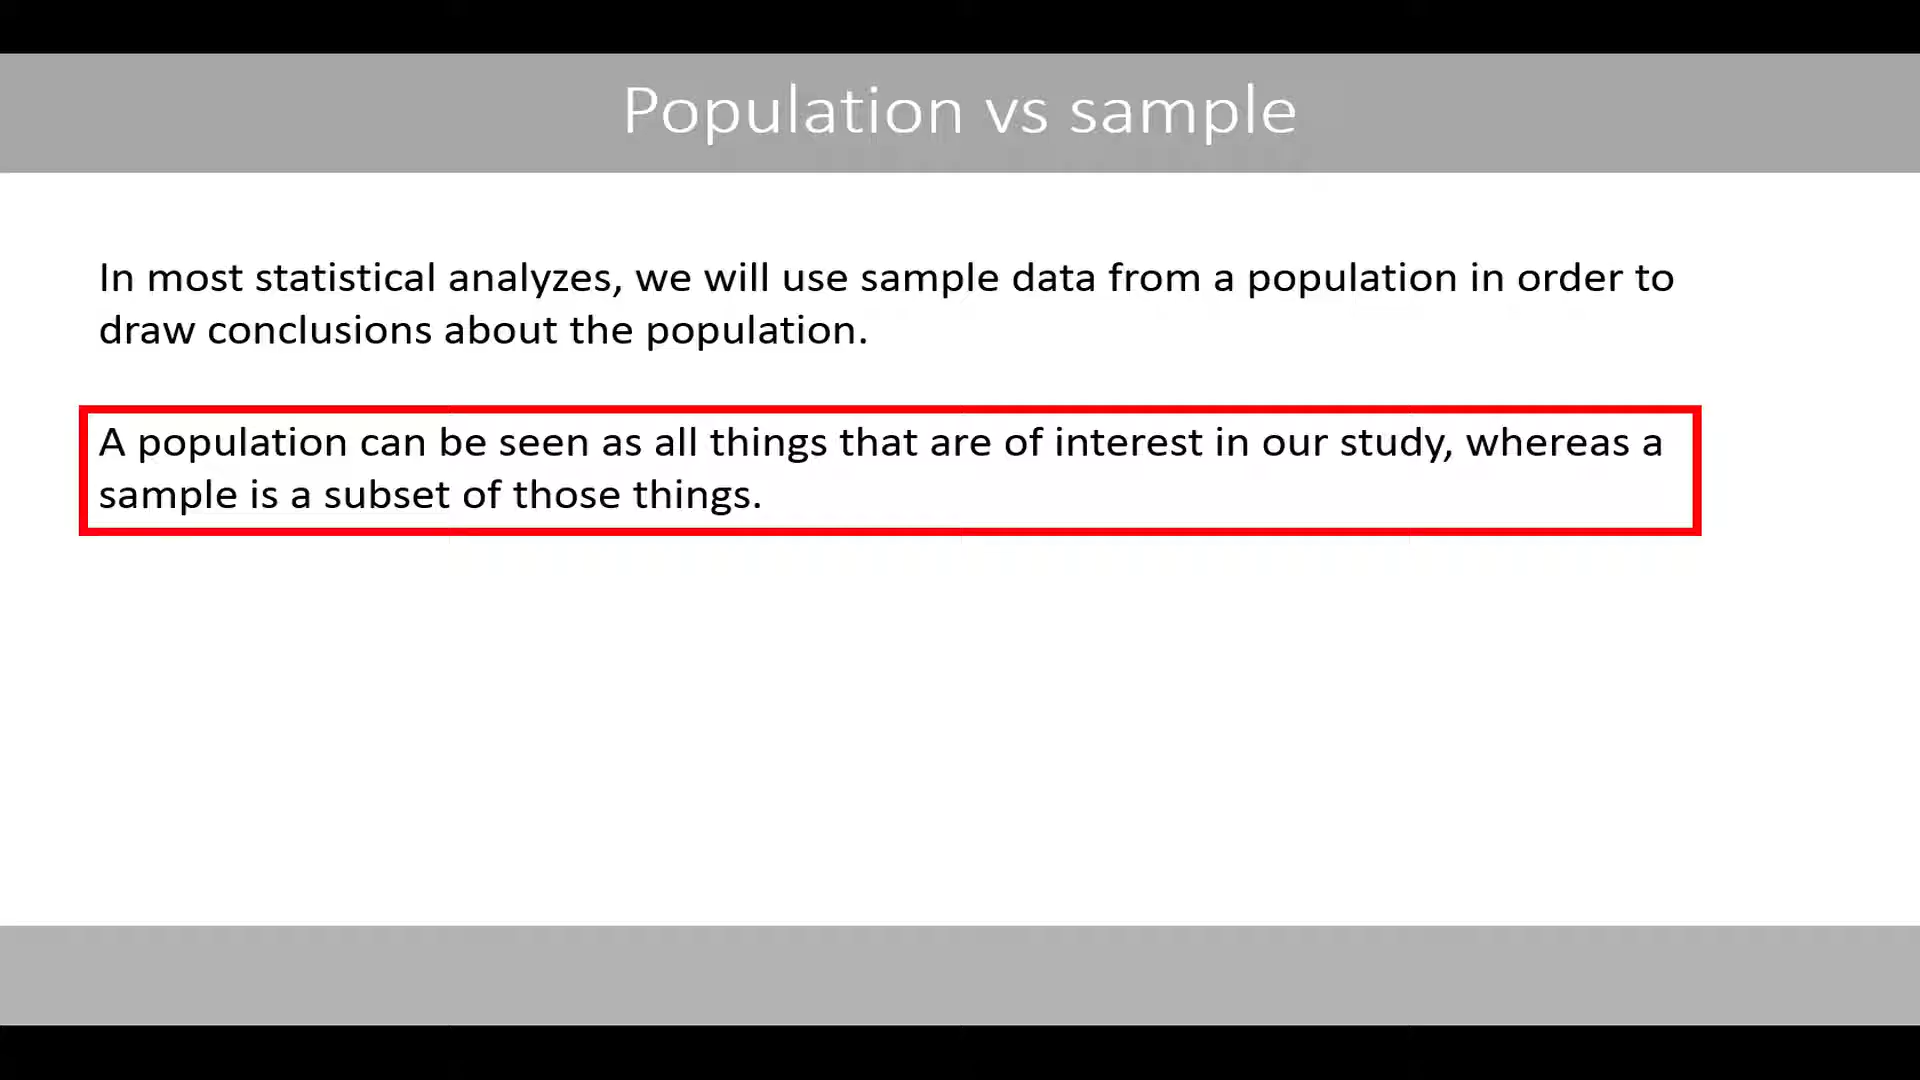 Population vs sample
In most statistical analyzes, we will use sample data from a population in order to
draw conclusions about the population.
A population can be seen as all things that are of interest in our study, whereas a
sample is a subset of those things.